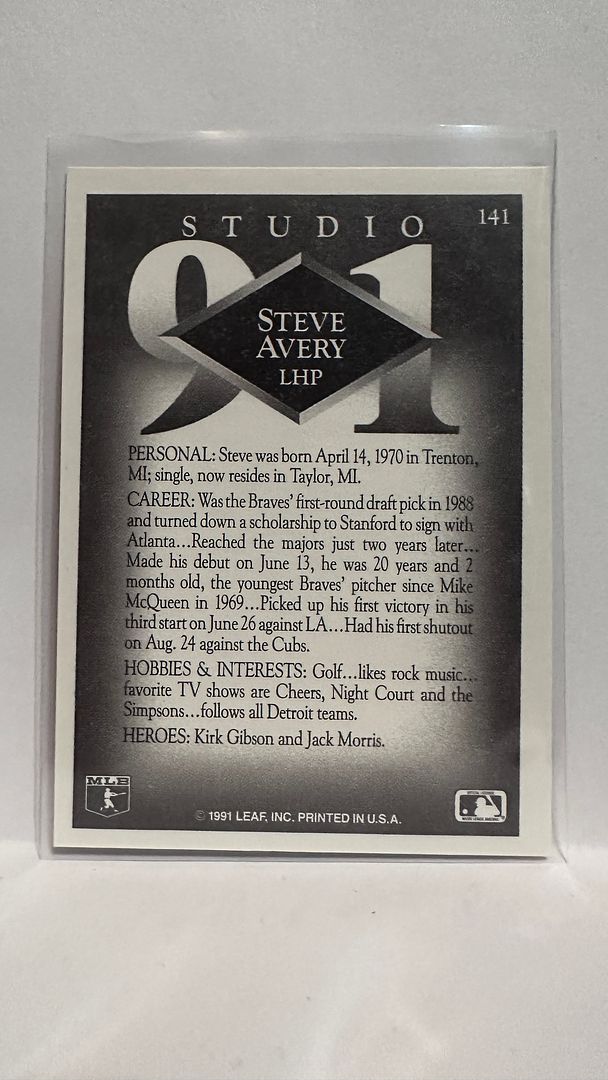 STUDIO
141
91
STEVE
AVERY
LHP
PERSONAL: Steve was born April 14, 1970 in Trenton,
MI; single, now resides in Taylor, MI.
CAREER: Was the Braves' first-round draft pick in 1988
and turned down a scholarship to Stanford to sign with
Atlanta...Reached the majors just two years later...
Made his debut on June 13, he was 20 years and 2
months old, the youngest Braves' pitcher since Mike
McQueen in 1969...Picked up his first victory in his
third start on June 26 against LA...Had his first shutout
on Aug. 24 against the Cubs.
HOBBIES & INTERESTS: Golf...likes rock music...
favorite TV shows are Cheers, Night Court and the
Simpsons...follows all Detroit teams.
HEROES: Kirk Gibson and Jack Morris.
MLB
© 1991 LEAF, INC. PRINTED IN U.S.A.